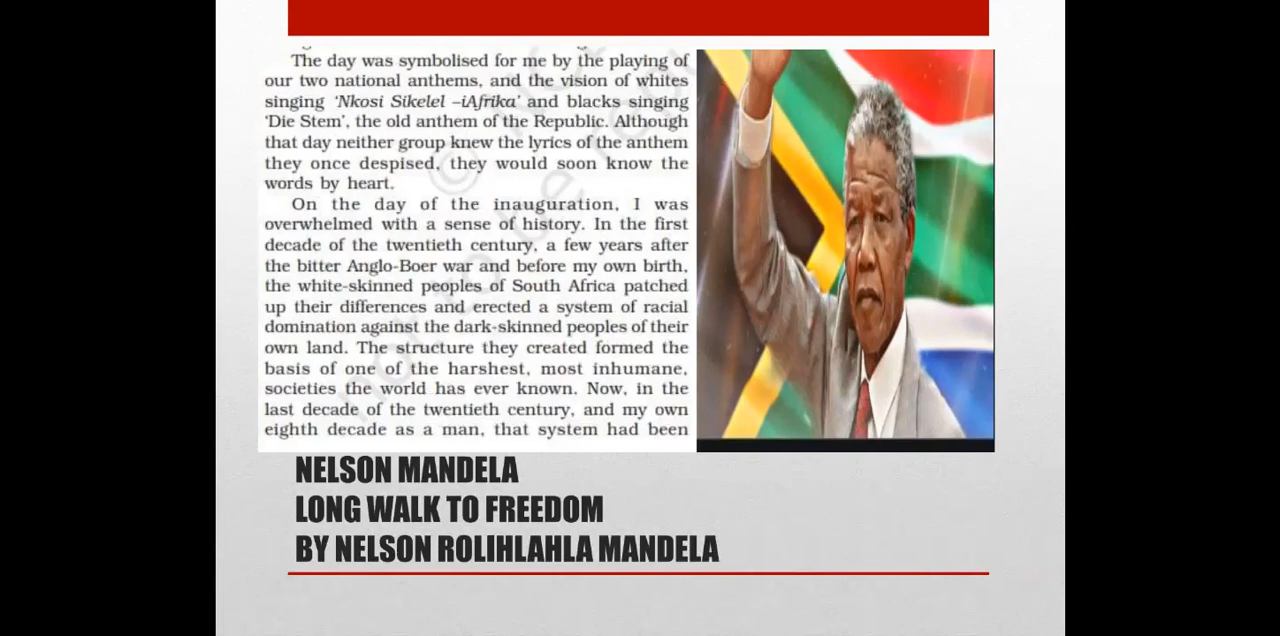 The day was symbolised for me by the playing of
our two national anthems, and the vision of whites
singing ‘Nkosi Sikelel –iAfrika’ and blacks singing
‘Die Stem’, the old anthem of the Republic. Although
that day neither group knew the lyrics of the anthem
they once despised, they would soon know the
words by heart.
On the day of the inauguration, I was
overwhelmed with a sense of history. In the first
decade of the twentieth century, a few years after
the bitter Anglo-Boer war and before my own birth,
the white-skinned peoples of South Africa patched
up their differences and erected a system of racial
domination against the dark-skinned peoples of their
own land. The structure they created formed the
basis of one of the harshest, most inhumane,
societies the world has ever known. Now, in the
last decade of the twentieth century, and my own
eighth decade as a man, that system had been
NELSON MANDELA
LONG WALK TO FREEDOM
BY NELSON ROLIHLAHLA MANDELA